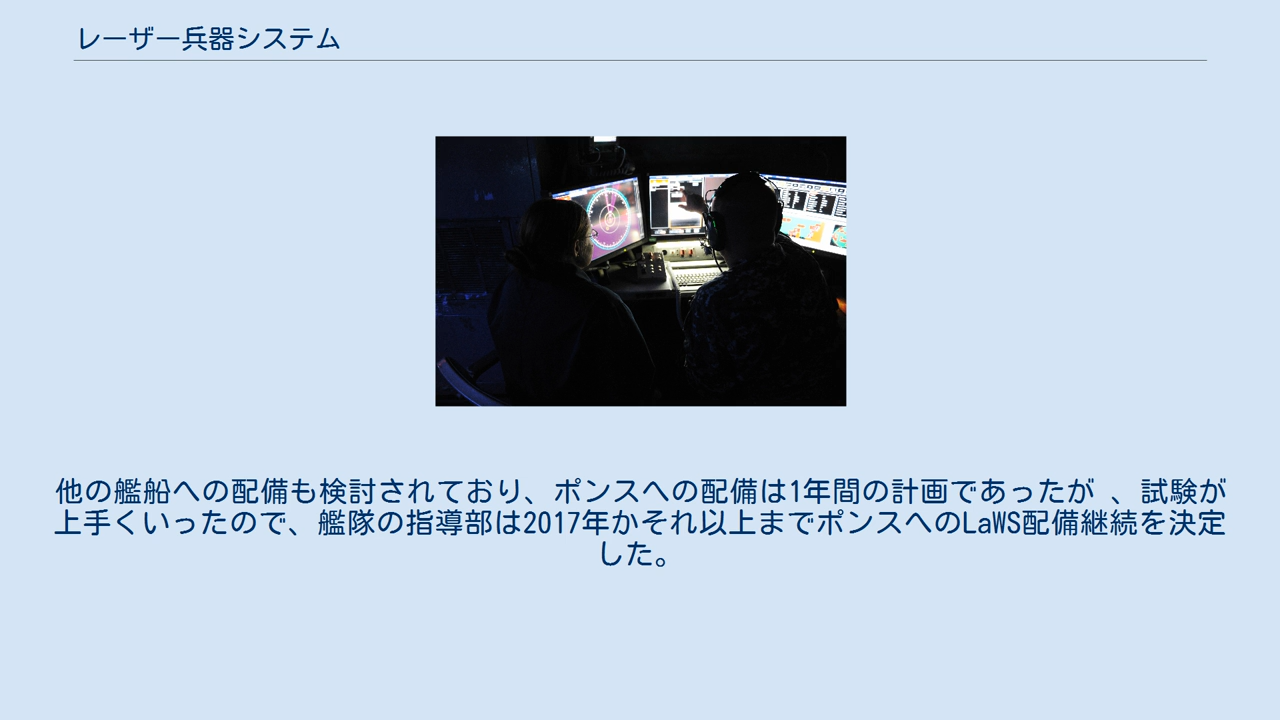 レーザー兵器システム
他の艦船への配備も検討されており、ポンスへの配備は1年間の計画であったが 、試験が
上手くいったので、艦隊の指導部は2017年かそれ以上までポンスへのLaWS配備継続を決定
した。